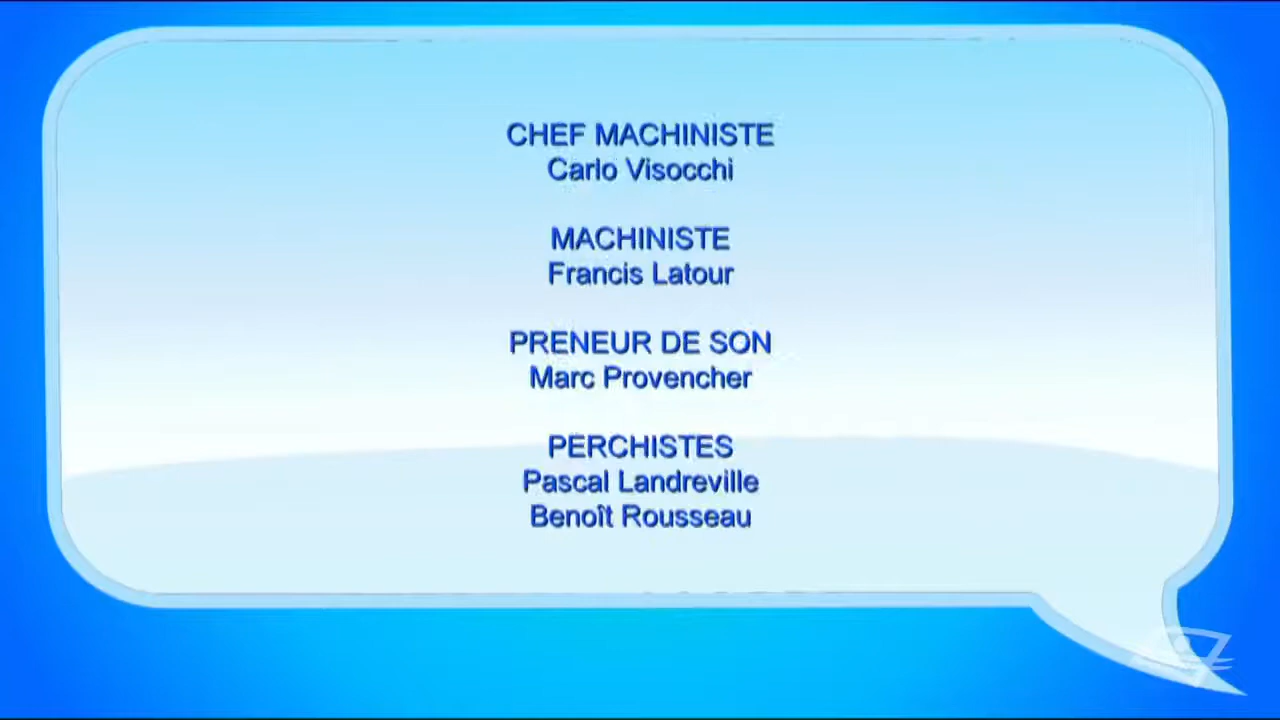 CHEF MACHINISTE
Carlo Visocchi
MACHINISTE
Francis Latour
PRENEUR DE SON
Marc Provencher
PERCHISTES
Pascal Landreville
Benoît Rousseau